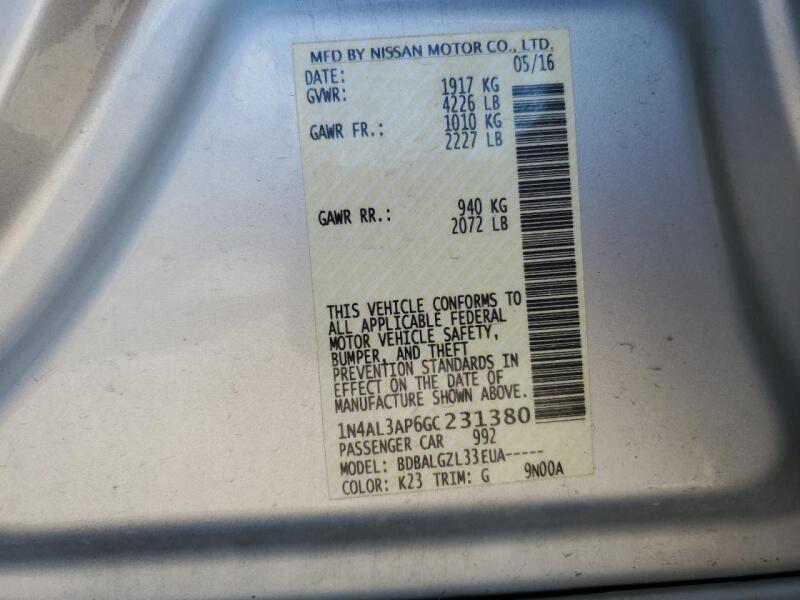 MFD BY NISSAN MOTOR CO., LTD.
DATE: 05/16
GVWR: 1917 KG
4226 LB
GAWR FR.: 1010 KG
2227 LB
GAWR RR.: 940 KG
2072 LB
THIS VEHICLE CONFORMS TO
ALL APPLICABLE FEDERAL
MOTOR VEHICLE SAFETY,
BUMPER, AND THEFT
PREVENTION STANDARDS IN
EFFECT ON THE DATE OF
MANUFACTURE SHOWN ABOVE.
1N4AL3AP6GC231380
PASSENGER CAR 992
MODEL: BDBALGZL33EUA-----
COLOR: K23 TRIM: G 9N00A